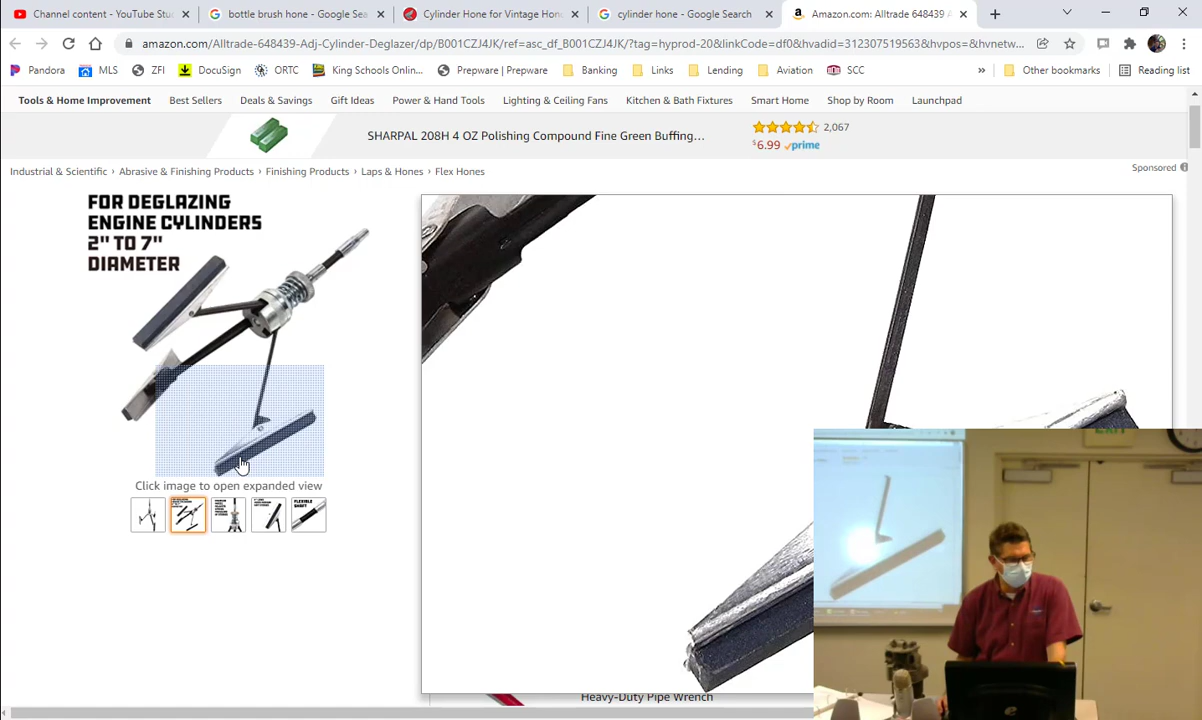 Channel content - YouTube Stu
bottle brush hone - Google Sea
Cylinder Hone for Vintage Hon
cylinder hone - Google Search
Amazon.com: Alltrade 648439 A
amazon.com/Alltrade-648439-Adj-Cylinder-Deglazer/dp/B001CZJ4JK/ref=asc_df_B001CZJ4JK/?tag=hyprod-20&linkCode=df0&hvadid=312307519563&hvpos=&hvnetw...
Pandora MLS ZFI DocuSign ORTC King Schools Onlin... Prepware | Prepware Banking Links Lending Aviation SCC » Other bookmarks Reading list
Tools & Home Improvement Best Sellers Deals & Savings Gift Ideas Power & Hand Tools Lighting & Ceiling Fans Kitchen & Bath Fixtures Smart Home Shop by Room Launchpad
SHARPAL 208H 4 OZ Polishing Compound Fine Green Buffing...
2,067
$6.99 prime
Sponsored
Industrial & Scientific › Abrasive & Finishing Products › Finishing Products › Laps & Hones › Flex Hones
FOR DEGLAZING
ENGINE CYLINDERS
2" TO 7"
DIAMETER
Click image to open expanded view
FLEXIBLE
SHAFT
Heavy-Duty Pipe Wrench
EXIT